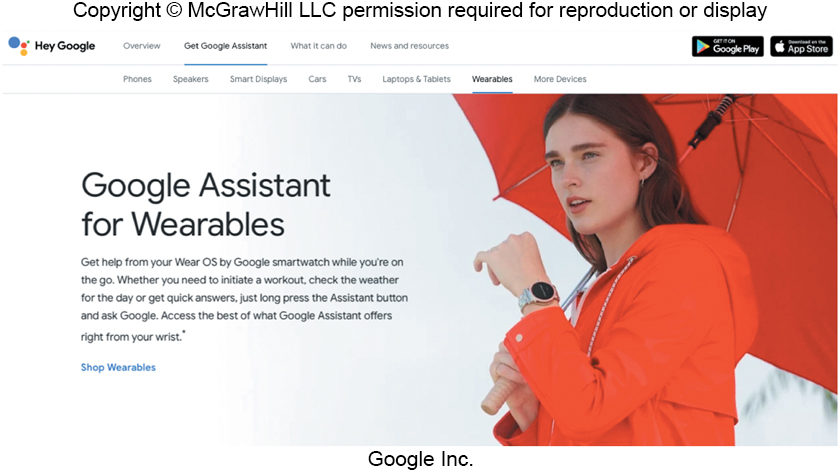 Copyright © McGrawHill LLC permission required for reproduction or display
Hey Google Overview Get Google Assistant What it can do News and resources GET IT ON Google Play Download on the App Store
Phones Speakers Smart Displays Cars TVs Laptops & Tablets Wearables More Devices
Google Assistant
for Wearables
Get help from your Wear OS by Google smartwatch while you're on
the go. Whether you need to initiate a workout, check the weather
for the day or get quick answers, just long press the Assistant button
and ask Google. Access the best of what Google Assistant offers
right from your wrist.*
Shop Wearables
Google Inc.